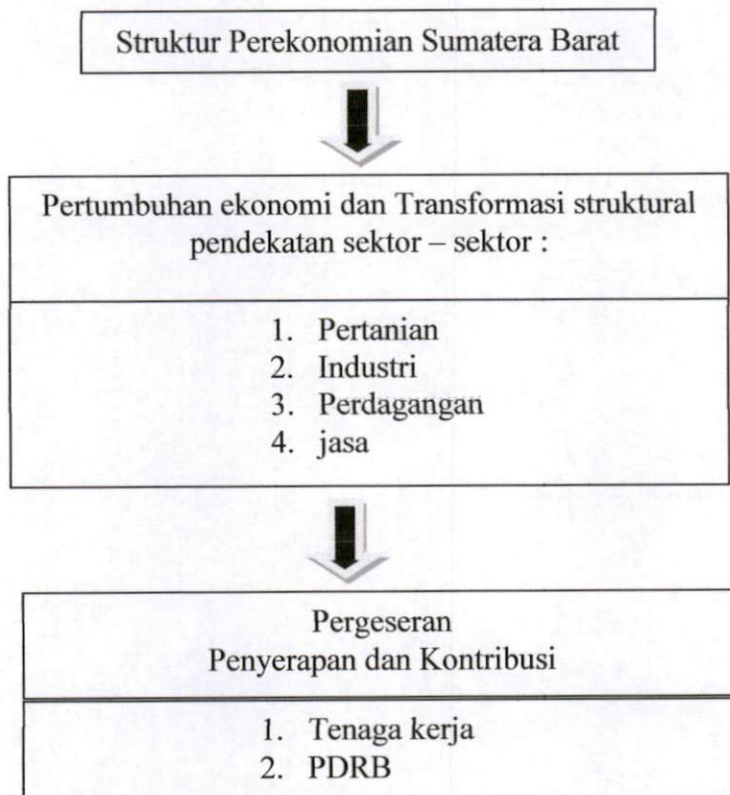 Struktur Perekonomian Sumatera Barat
Pertumbuhan ekonomi dan Transformasi struktural
pendekatan sektor – sektor :
1. Pertanian
2. Industri
3. Perdagangan
4. jasa
Pergeseran
Penyerapan dan Kontribusi
1. Tenaga kerja
2. PDRB